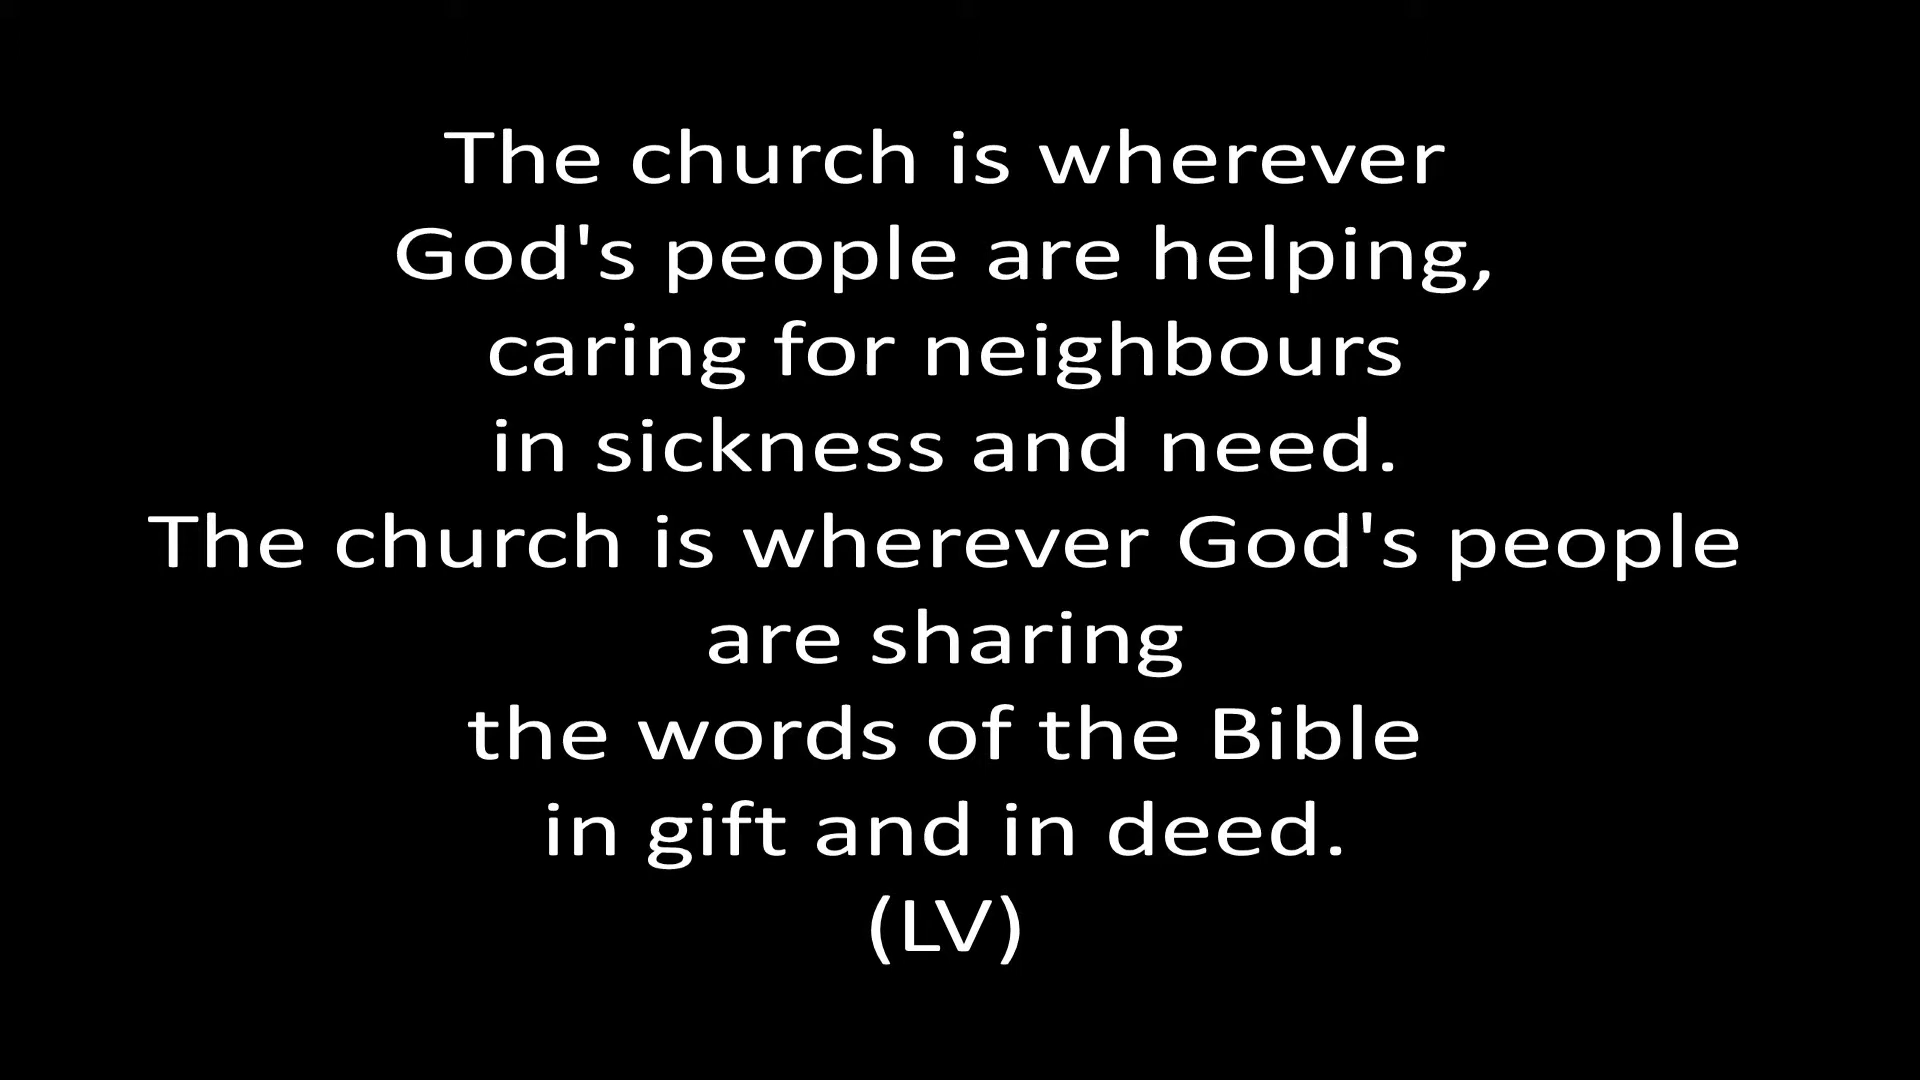 The church is wherever
God's people are helping,
caring for neighbours
in sickness and need.
The church is wherever God's people
are sharing
the words of the Bible
in gift and in deed.
(LV)